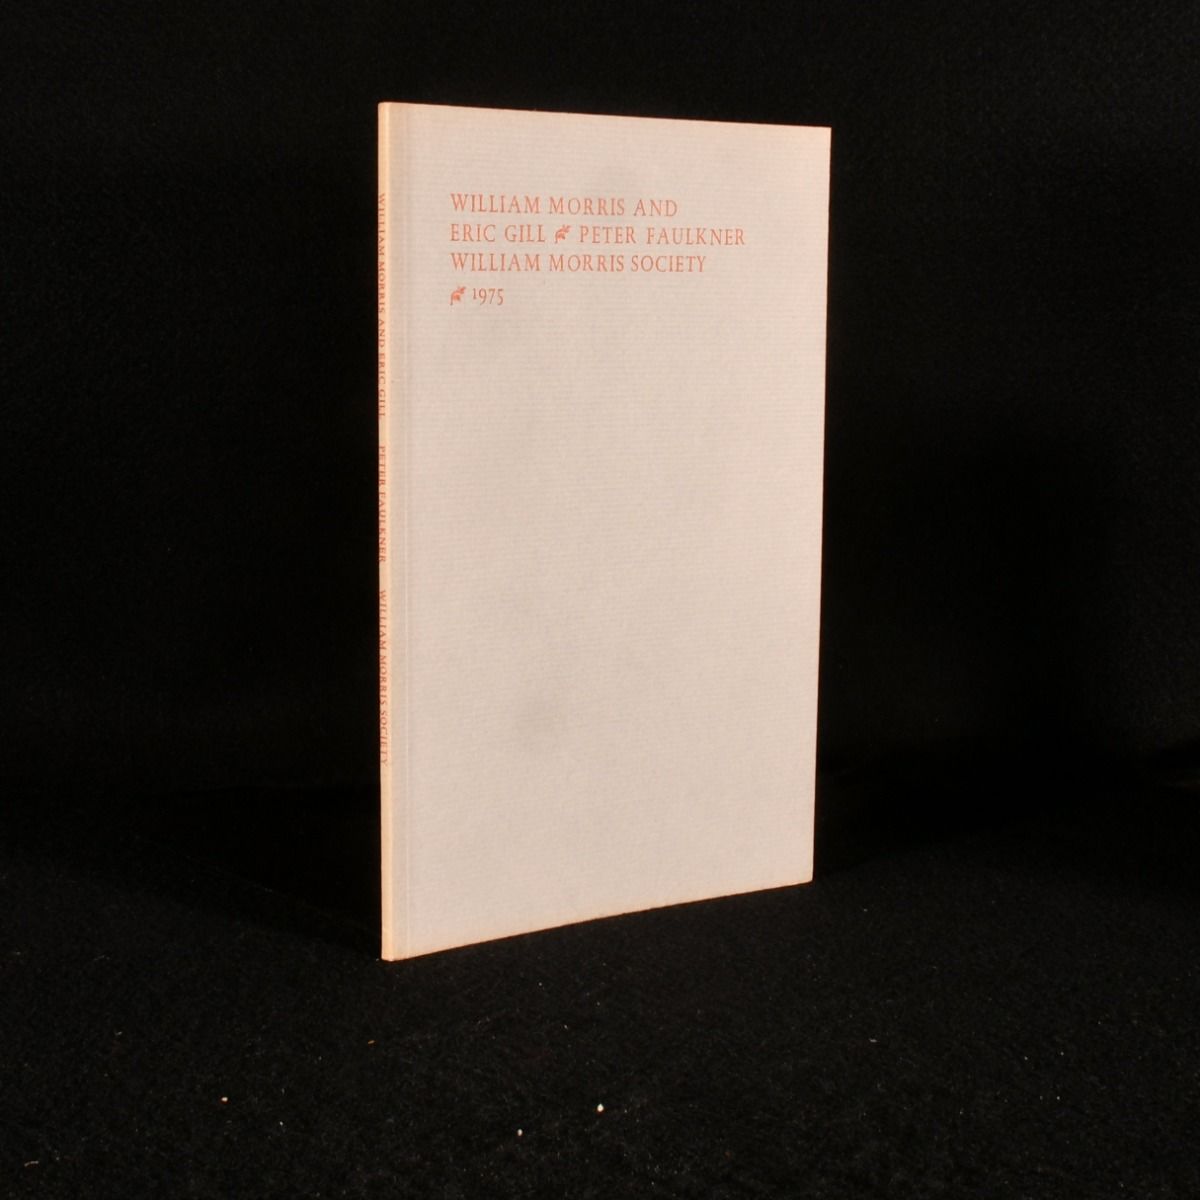 WILLIAM MORRIS AND
ERIC GILL PETER FAULKNER
WILLIAM MORRIS SOCIETY
1975
WILLIAM MORRIS AND ERIC GILL PETER FAULKNER WILLIAM MORRIS SOCIETY